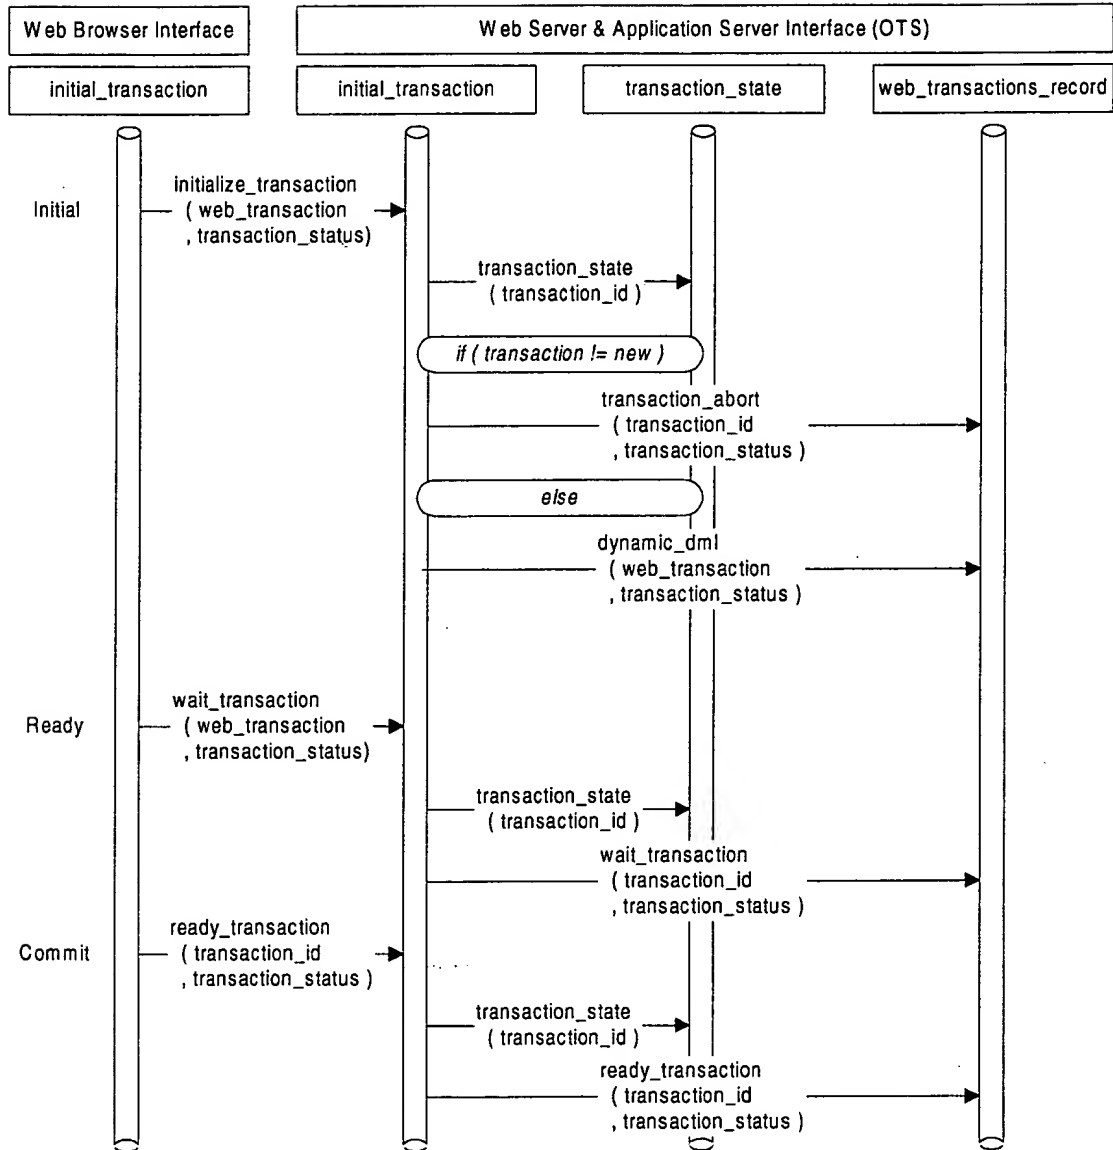 Web Browser Interface
Web Server & Application Server Interface (OTS)
initial_transaction
initial_transaction
transaction_state
web_transactions_record
Initial
initialize_transaction
( web_transaction
, transaction_status)
transaction_state
( transaction_id )
if ( transaction != new )
transaction_abort
( transaction_id
, transaction_status )
else
dynamic_dml
( web_transaction
, transaction_status )
Ready
wait_transaction
( web_transaction
, transaction_status)
transaction_state
( transaction_id )
wait_transaction
( transaction_id
, transaction_status )
Commit
ready_transaction
( transaction_id
, transaction_status )
transaction_state
( transaction_id )
ready_transaction
( transaction_id
, transaction_status )